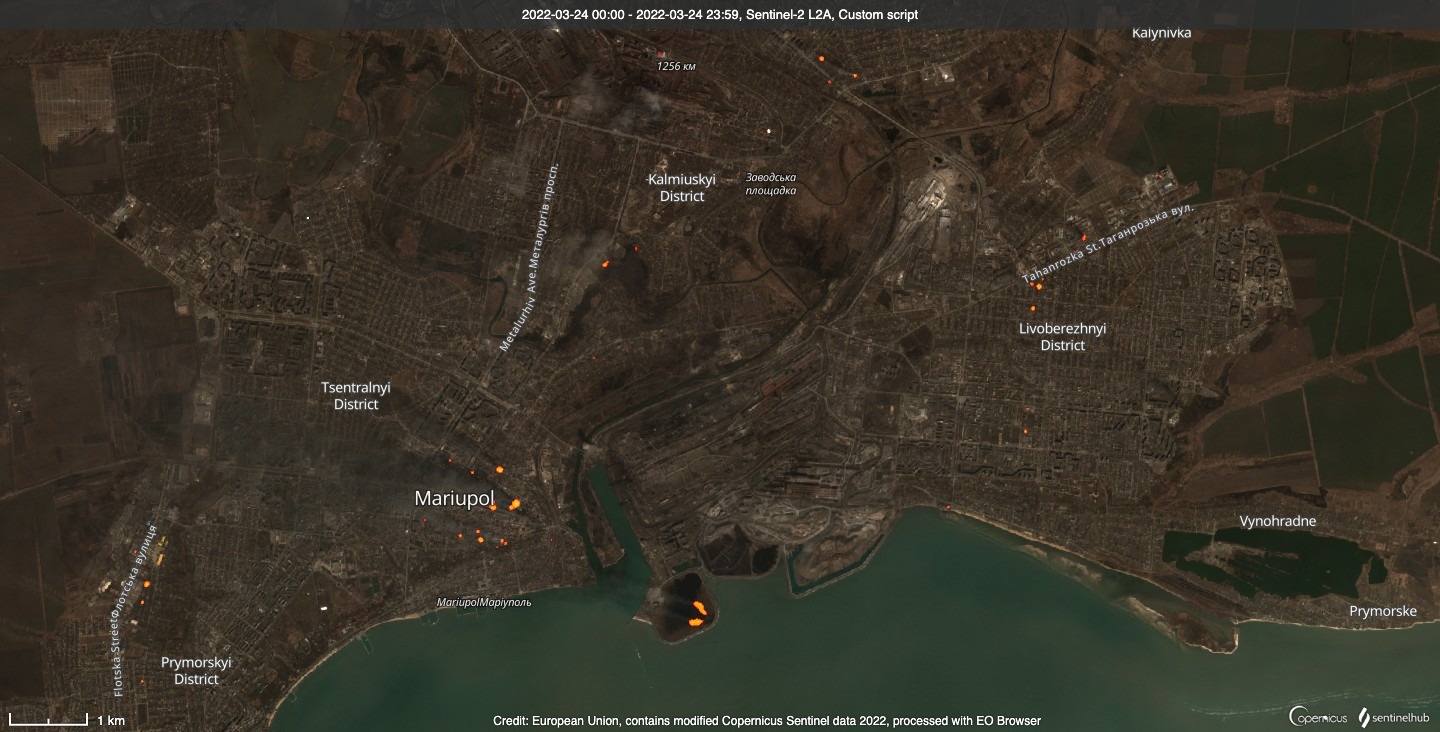 2022-03-24 00:00 - 2022-03-24 23:59, Sentinel-2 L2A, Custom script
Kalynivka
1256 км
Kalmiuskyi
District
Заводська
площадка
Metalurhiv Ave.Металургів просп.
Tahanrozka St.Таганрозька вул.
Livoberezhnyi
District
Tsentralnyi
District
Mariupol
Vynohradne
Flotska StreetФлотська вулиця
MariupolМаріуполь
Prymorske
Prymorskyi
District
1 km
Credit: European Union, contains modified Copernicus Sentinel data 2022, processed with EO Browser
opernicus
sentinelhub